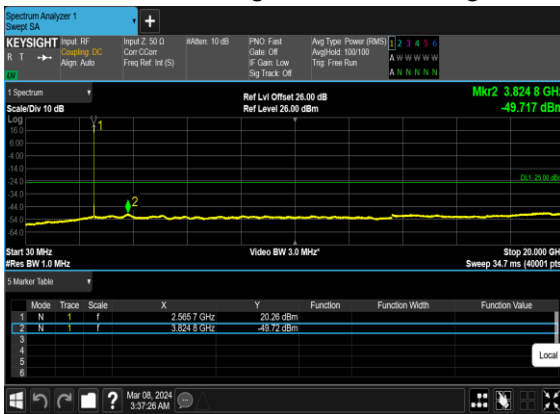 Spectrum Analyzer 1
Swept SA
+
KEYSIGHT Input: RF Input Z: 50 Ω #Atten: 10 dB PNO: Fast Avg Type: Power (RMS) 1 2 3 4 5 6
R T Coupling: DC Corr CCorr Gate: Off Avg|Hold: 100/100 A W W W W W
Align: Auto Freq Ref: Int (S) IF Gain: Low Trig: Free Run
LV Sig Track: Off A N N N N N
1 Spectrum Ref Lvl Offset 26.00 dB Mkr2 3.824 8 GHz
Scale/Div 10 dB Ref Level 26.00 dBm -49.717 dBm
Log
16.0
6.00
-4.00
-14.0
-24.0
-34.0
-44.0
-54.0
-64.0
1
2
DL1 -25.00 dBm
Start 30 MHz Video BW 3.0 MHz* Stop 20.000 GHz
#Res BW 1.0 MHz Sweep 34.7 ms (40001 pts)
5 Marker Table
Mode Trace Scale X Y Function Function Width Function Value
1 N 1 f 2.565 7 GHz 20.26 dBm
2 N 1 f 3.824 8 GHz -49.72 dBm
3
4
5
6
Local
? Mar 08, 2024
3:37:26 AM